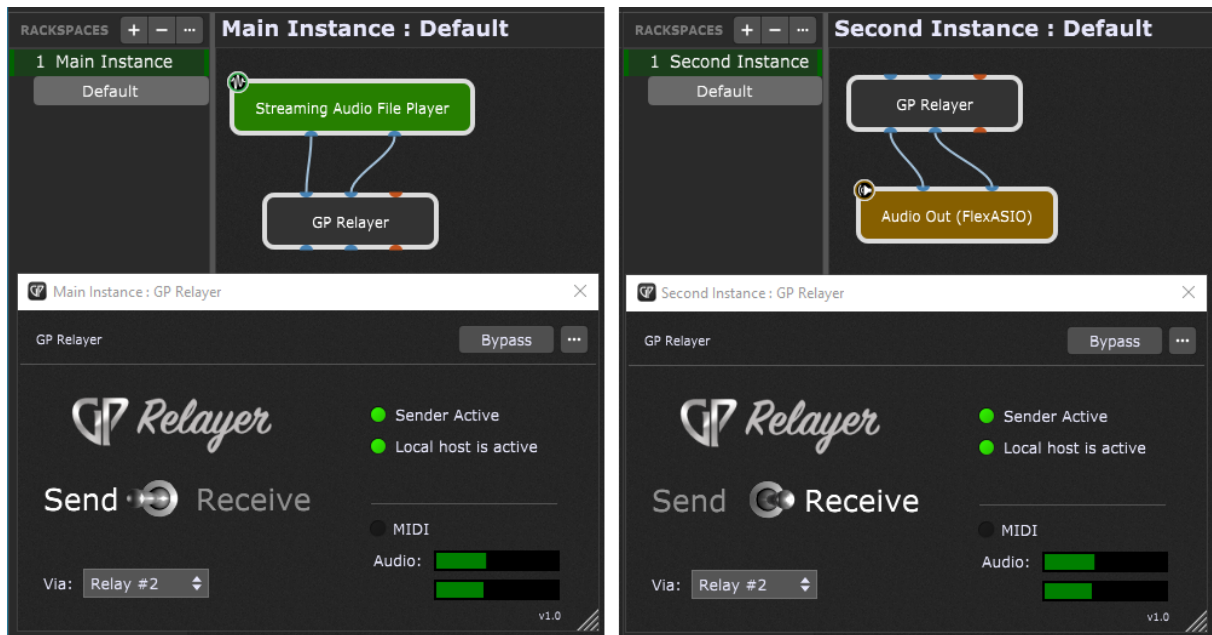 RACKSPACES + − ···
Main Instance : Default
1 Main Instance
Default
Streaming Audio File Player
GP Relayer
Main Instance : GP Relayer
GP Relayer
Bypass ···
GP Relayer
Sender Active
Local host is active
Send Receive
MIDI
Audio:
Via: Relay #2
v1.0
RACKSPACES + − ···
Second Instance : Default
1 Second Instance
Default
GP Relayer
Audio Out (FlexASIO)
Second Instance : GP Relayer
GP Relayer
Bypass ···
GP Relayer
Sender Active
Local host is active
Send Receive
MIDI
Audio:
Via: Relay #2
v1.0